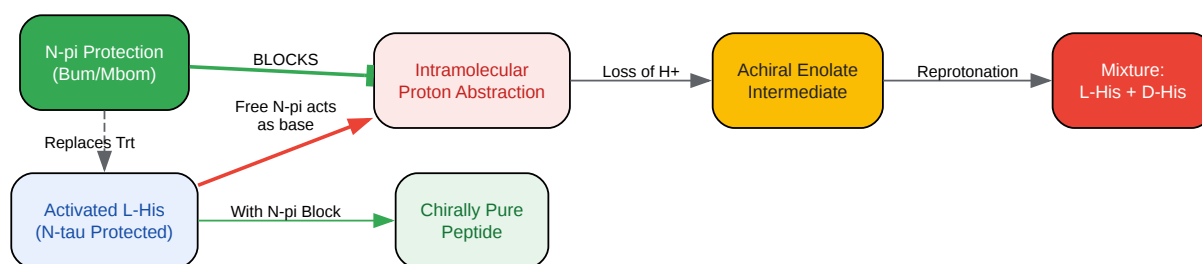 N-pi Protection
(Bum/Mbom)
BLOCKS
Intramolecular
Proton Abstraction
Loss of H+
Achiral Enolate
Intermediate
Reprotonation
Mixture:
L-His + D-His
Free N-pi acts
as base
Replaces Trt
Activated L-His
(N-tau Protected)
With N-pi Block
Chirally Pure
Peptide